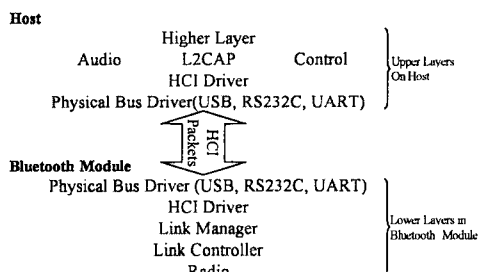 Host
Higher Layer
Audio L2CAP Control
HCI Driver
Physical Bus Driver(USB, RS232C, UART)
Upper Layers
On Host
HCI
Packets
Bluetooth Module
Physical Bus Driver (USB, RS232C, UART)
HCI Driver
Link Manager
Link Controller
Radio
Lower Layers in
Bluetooth Module